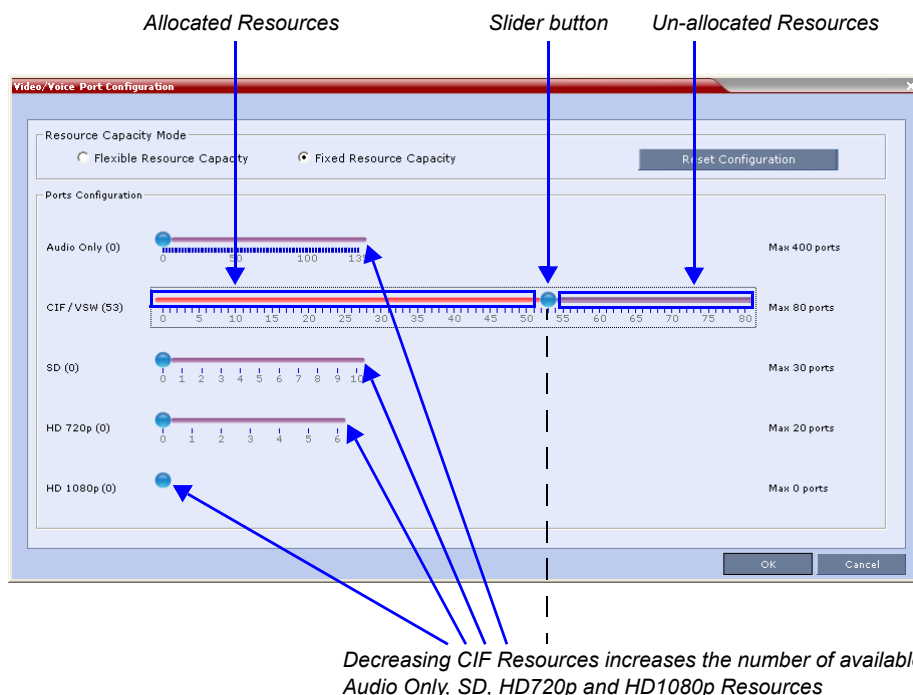 Allocated Resources Slider button Un-allocated Resources
Video/Voice Port Configuration
Resource Capacity Mode
Flexible Resource Capacity Fixed Resource Capacity Reset Configuration
Ports Configuration
Audio Only (0) Max 400 ports
0 50 100 135
CIF/VSW (53) Max 80 ports
0 5 10 15 20 25 30 35 40 45 50 55 60 65 70 75 80
SD (0) Max 30 ports
0 1 2 3 4 5 6 7 8 9 10
HD 720p (0) Max 20 ports
0 1 2 3 4 5 6
HD 1080p (0) Max 0 ports
OK Cancel
Decreasing CIF Resources increases the number of available
Audio Only, SD, HD720p and HD1080p Resources